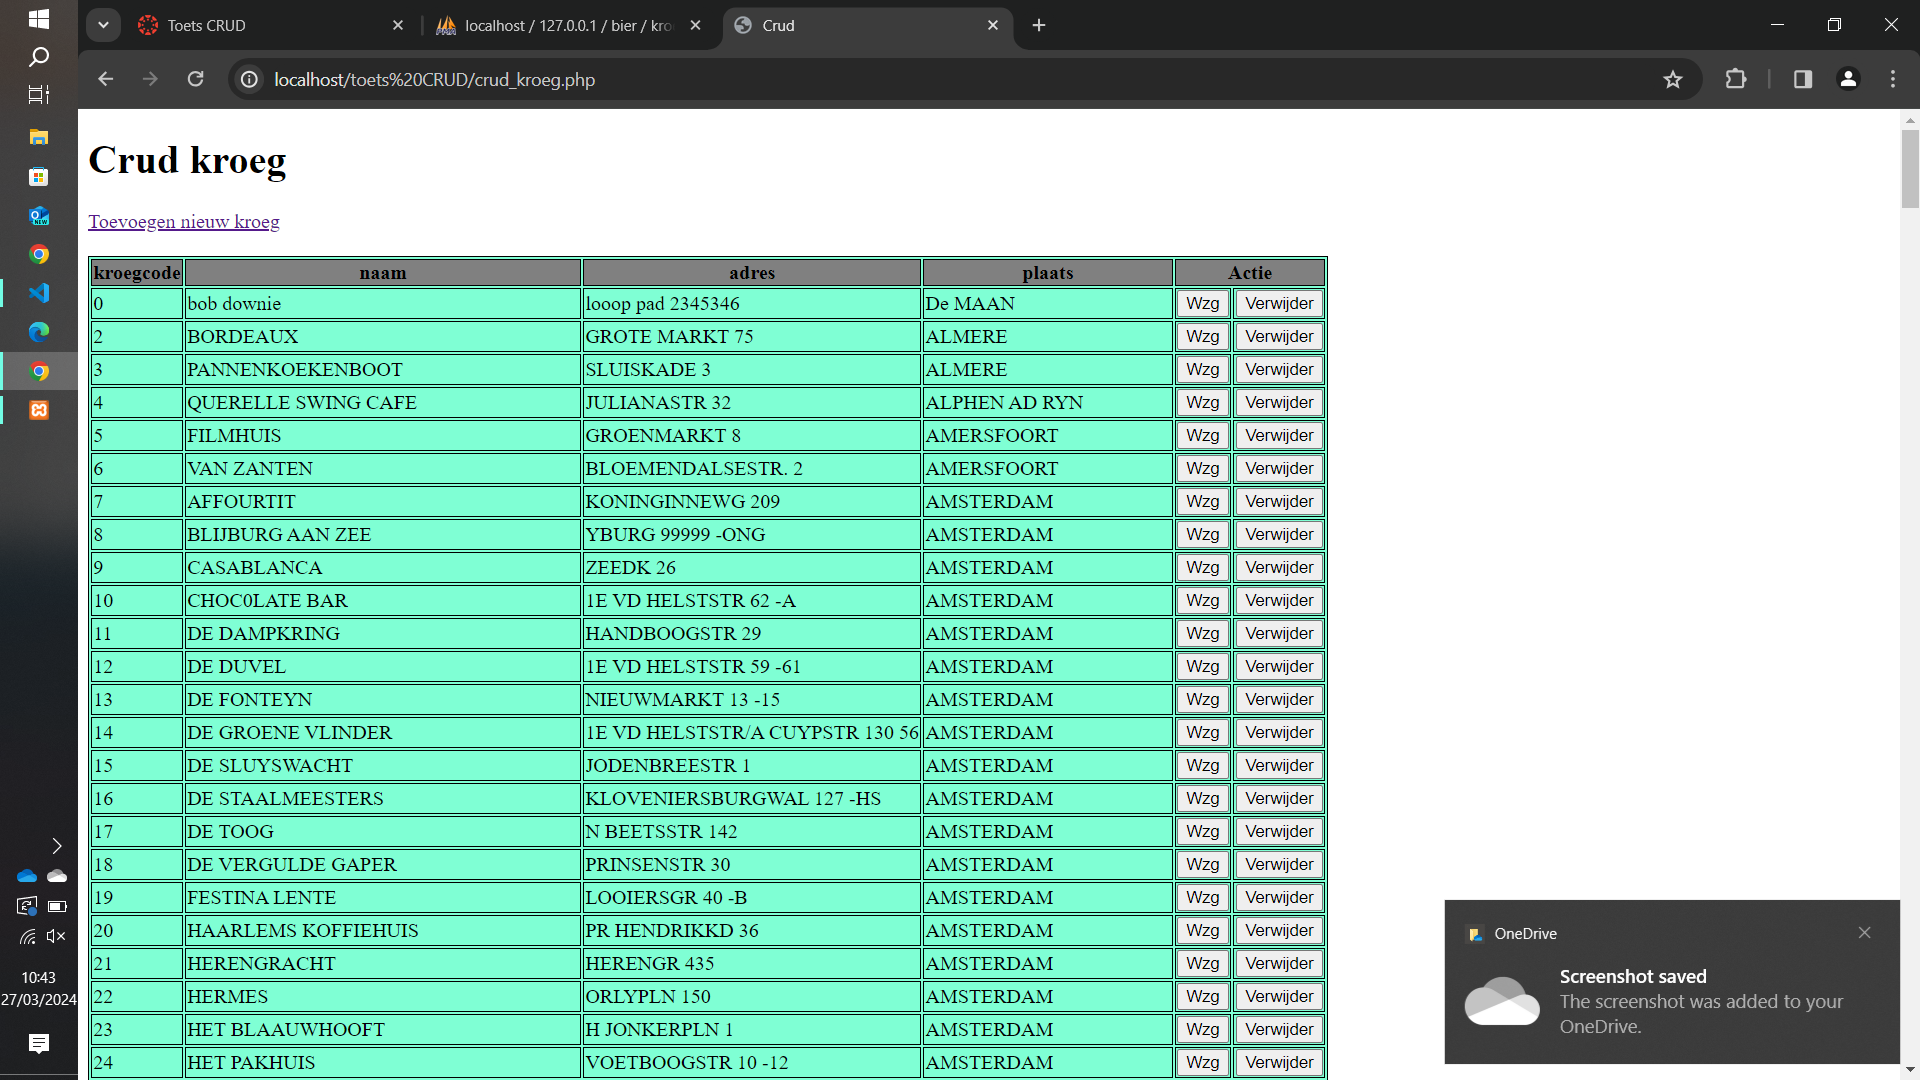 Toets CRUD
localhost / 127.0.0.1 / bier / kro
Crud
localhost/toets%20CRUD/crud_kroeg.php
Crud kroeg
Toevoegen nieuw kroeg
kroegcode naam adres plaats Actie
0 bob downie looop pad 2345346 De MAAN Wzg Verwijder
2 BORDEAUX GROTE MARKT 75 ALMERE Wzg Verwijder
3 PANNENKOEKENBOOT SLUISKADE 3 ALMERE Wzg Verwijder
4 QUERELLE SWING CAFE JULIANASTR 32 ALPHEN AD RYN Wzg Verwijder
5 FILMHUIS GROENMARKT 8 AMERSFOORT Wzg Verwijder
6 VAN ZANTEN BLOEMENDALSESTR. 2 AMERSFOORT Wzg Verwijder
7 AFFOURTIT KONINGINNEWG 209 AMSTERDAM Wzg Verwijder
8 BLIJBURG AAN ZEE YBURG 99999 -ONG AMSTERDAM Wzg Verwijder
9 CASABLANCA ZEEDK 26 AMSTERDAM Wzg Verwijder
10 CHOC0LATE BAR 1E VD HELSTSTR 62 -A AMSTERDAM Wzg Verwijder
11 DE DAMPKRING HANDBOOGSTR 29 AMSTERDAM Wzg Verwijder
12 DE DUVEL 1E VD HELSTSTR 59 -61 AMSTERDAM Wzg Verwijder
13 DE FONTEYN NIEUWMARKT 13 -15 AMSTERDAM Wzg Verwijder
14 DE GROENE VLINDER 1E VD HELSTSTR/A CUYPSTR 130 56 AMSTERDAM Wzg Verwijder
15 DE SLUYSWACHT JODENBREESTR 1 AMSTERDAM Wzg Verwijder
16 DE STAALMEESTERS KLOVENIERSBURGWAL 127 -HS AMSTERDAM Wzg Verwijder
17 DE TOOG N BEETSSTR 142 AMSTERDAM Wzg Verwijder
18 DE VERGULDE GAPER PRINSENSTR 30 AMSTERDAM Wzg Verwijder
19 FESTINA LENTE LOOIERSGR 40 -B AMSTERDAM Wzg Verwijder
20 HAARLEMS KOFFIEHUIS PR HENDRIKKD 36 AMSTERDAM Wzg Verwijder
21 HERENGRACHT HERENGR 435 AMSTERDAM Wzg Verwijder
22 HERMES ORLYPLN 150 AMSTERDAM Wzg Verwijder
23 HET BLAAUWHOOFT H JONKERPLN 1 AMSTERDAM Wzg Verwijder
24 HET PAKHUIS VOETBOOGSTR 10 -12 AMSTERDAM Wzg Verwijder
10:43
27/03/2024
OneDrive
Screenshot saved
The screenshot was added to your
OneDrive.